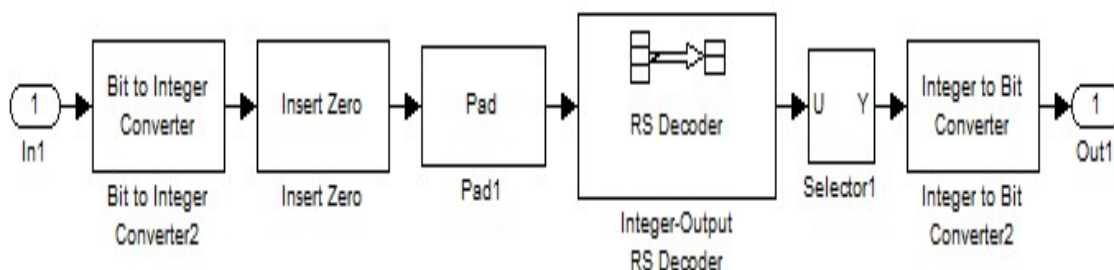 1
In1
Bit to Integer
Converter
Bit to Integer
Converter2
Insert Zero
Insert Zero
Pad
Pad1
RS Decoder
Integer-Output
RS Decoder
U Y
Selector1
Integer to Bit
Converter
Integer to Bit
Converter2
1
Out1